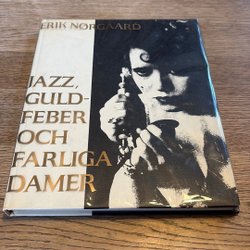 ERIK NØRGAARD
JAZZ,
GULD-
FEBER
OCH
FARLIGA
DAMER